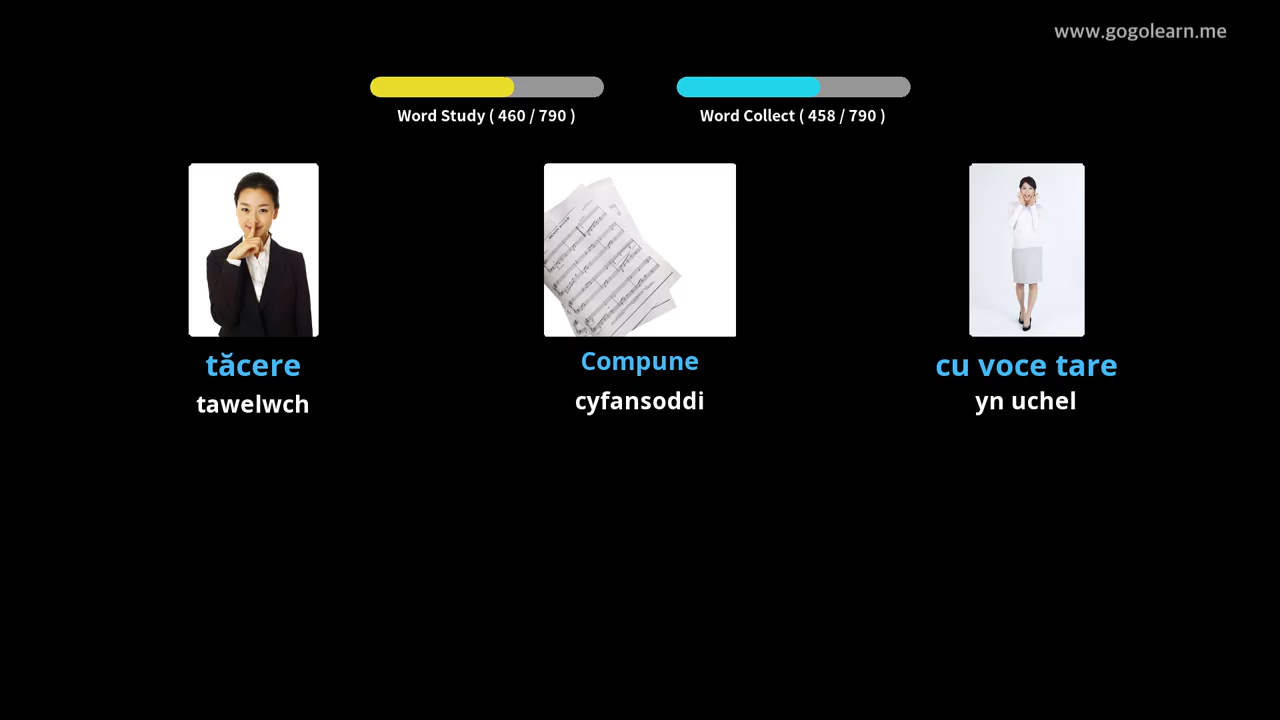 www.gogolearn.me
Word Study ( 460 / 790 )
Word Collect ( 458 / 790 )
tăcere
tawelwch
Compune
cyfansoddi
cu voce tare
yn uchel